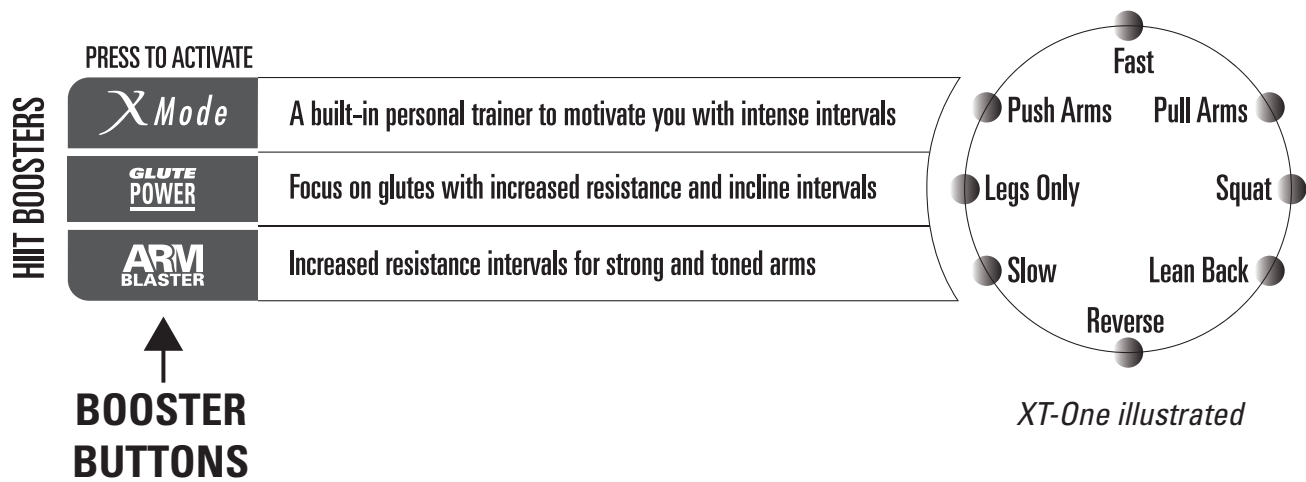 PRESS TO ACTIVATE
HIIT BOOSTERS
X Mode
A built-in personal trainer to motivate you with intense intervals
GLUTE
POWER
Focus on glutes with increased resistance and incline intervals
ARM
BLASTER
Increased resistance intervals for strong and toned arms
BOOSTER
BUTTONS
Fast
Push Arms
Pull Arms
Legs Only
Squat
Slow
Lean Back
Reverse
XT-One illustrated